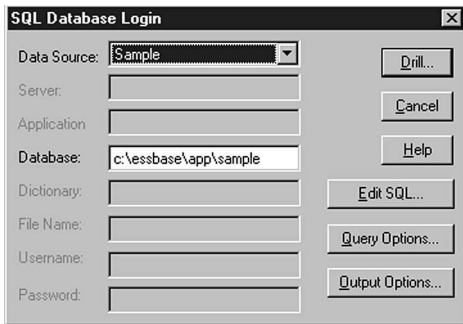 SQL Database Login
Data Source: Sample
Drill...
Server:
Application
Cancel
Database: c:\essbase\app\sample
Help
Dictionary:
Edit SQL...
File Name:
Query Options...
Username:
Output Options...
Password: